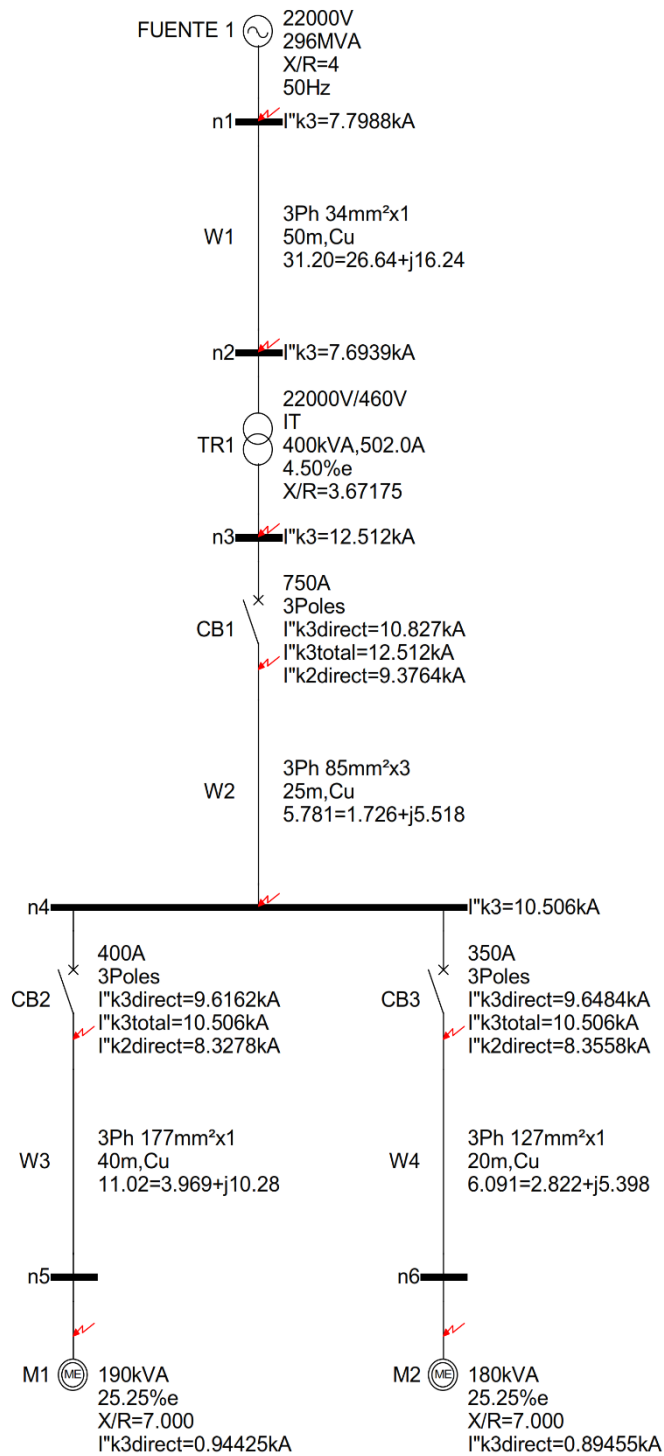 FUENTE 1
22000V
296MVA
X/R=4
50Hz
n1
I"k3=7.7988kA
W1
3Ph 34mm²x1
50m,Cu
31.20=26.64+j16.24
n2
I"k3=7.6939kA
TR1
22000V/460V
IT
400kVA,502.0A
4.50%e
X/R=3.67175
n3
I"k3=12.512kA
CB1
750A
3Poles
I"k3direct=10.827kA
I"k3total=12.512kA
I"k2direct=9.3764kA
W2
3Ph 85mm²x3
25m,Cu
5.781=1.726+j5.518
n4
I"k3=10.506kA
CB2
400A
3Poles
I"k3direct=9.6162kA
I"k3total=10.506kA
I"k2direct=8.3278kA
CB3
350A
3Poles
I"k3direct=9.6484kA
I"k3total=10.506kA
I"k2direct=8.3558kA
W3
3Ph 177mm²x1
40m,Cu
11.02=3.969+j10.28
W4
3Ph 127mm²x1
20m,Cu
6.091=2.822+j5.398
n5
n6
M1
ME
190kVA
25.25%e
X/R=7.000
I"k3direct=0.94425kA
M2
ME
180kVA
25.25%e
X/R=7.000
I"k3direct=0.89455kA